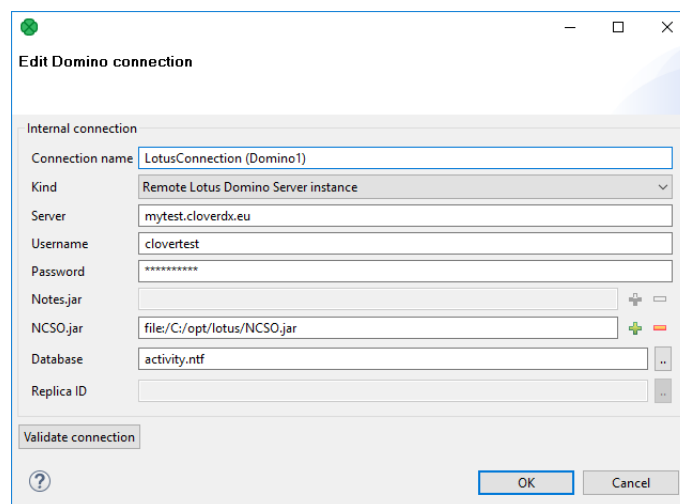 Edit Domino connection
Internal connection
Connection name LotusConnection (Domino1)
Kind Remote Lotus Domino Server instance
Server mytest.cloverdx.eu
Username clovertest
Password **********
Notes.jar
NCSO.jar file:/C:/opt/lotus/NCSO.jar
Database activity.ntf ..
Replica ID ..
Validate connection
? OK Cancel